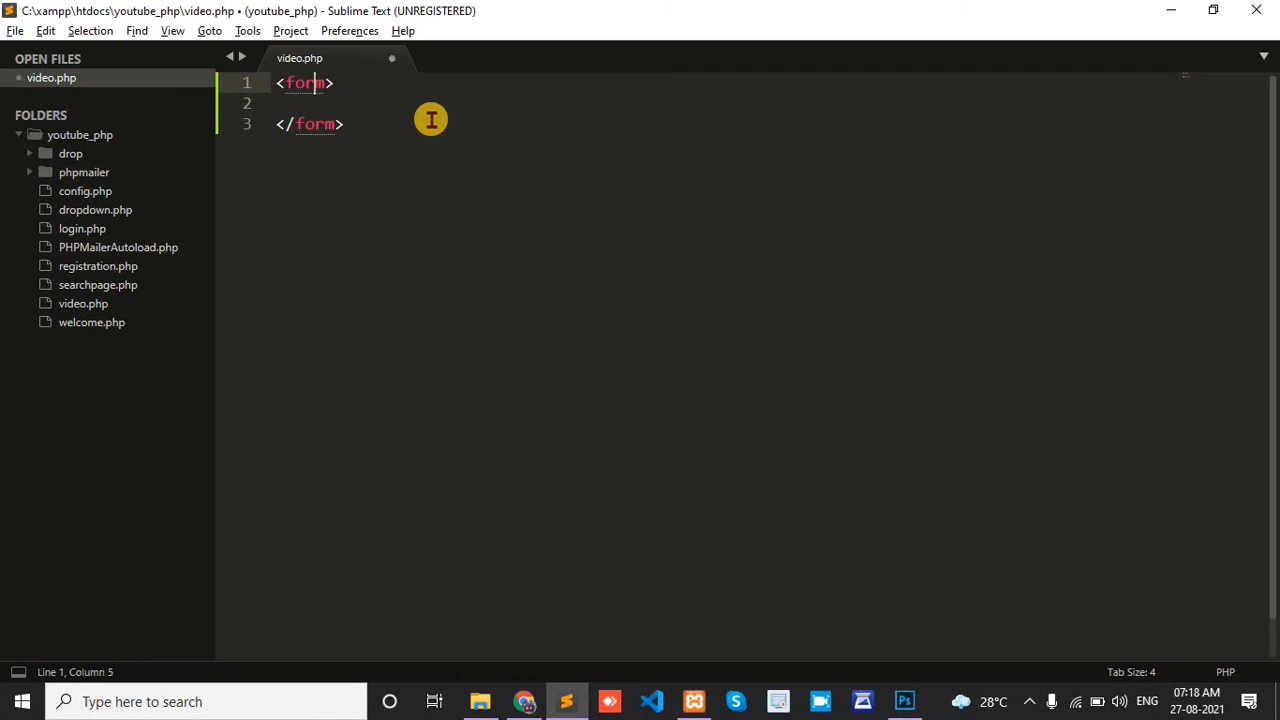 C:\xampp\htdocs\youtube_php\video.php • (youtube_php) - Sublime Text (UNREGISTERED)
File Edit Selection Find View Goto Tools Project Preferences Help
OPEN FILES
video.php
FOLDERS
youtube_php
drop
phpmailer
config.php
dropdown.php
login.php
PHPMailerAutoload.php
registration.php
searchpage.php
video.php
welcome.php
video.php
1 <form>
2
3 </form>
Line 1, Column 5
Tab Size: 4 PHP
Type here to search
Ps
28°C
ENG
07:18 AM
27-08-2021